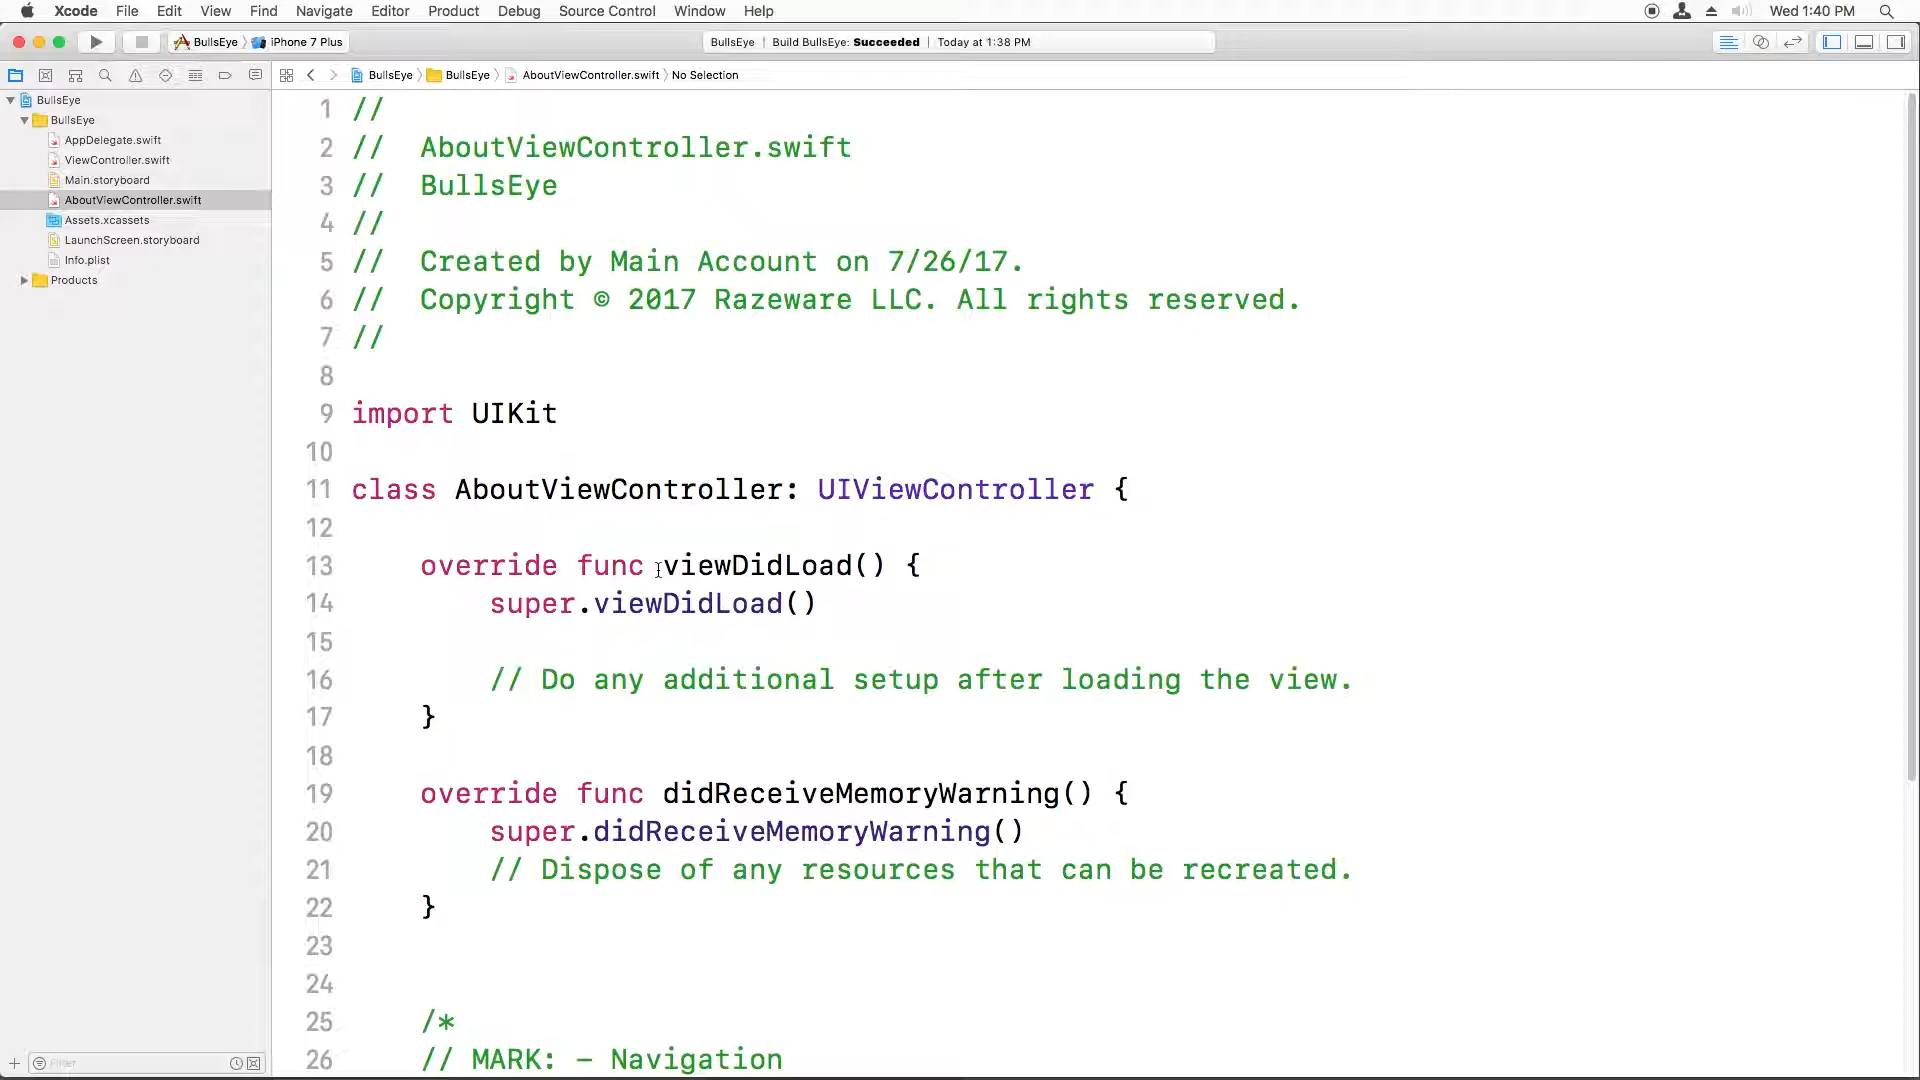 Xcode File Edit View Find Navigate Editor Product Debug Source Control Window Help Wed 1:40 PM
BullsEye iPhone 7 Plus BullsEye | Build BullsEye: Succeeded | Today at 1:38 PM
BullsEye BullsEye AboutViewController.swift No Selection
BullsEye
BullsEye
AppDelegate.swift
ViewController.swift
Main.storyboard
AboutViewController.swift
Assets.xcassets
LaunchScreen.storyboard
Info.plist
Products
Filter
1 //
2 // AboutViewController.swift
3 // BullsEye
4 //
5 // Created by Main Account on 7/26/17.
6 // Copyright © 2017 Razeware LLC. All rights reserved.
7 //
8
9 import UIKit
10
11 class AboutViewController: UIViewController {
12
13 override func viewDidLoad() {
14 super.viewDidLoad()
15
16 // Do any additional setup after loading the view.
17 }
18
19 override func didReceiveMemoryWarning() {
20 super.didReceiveMemoryWarning()
21 // Dispose of any resources that can be recreated.
22 }
23
24
25 /*
26 // MARK: - Navigation